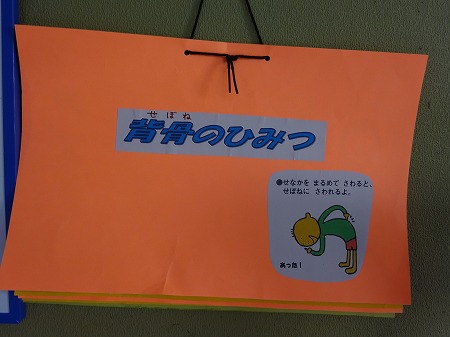 せぼね
背骨のひみつ
●せなかを まるめて さわると、
せぼねに さわれるよ。
あった！